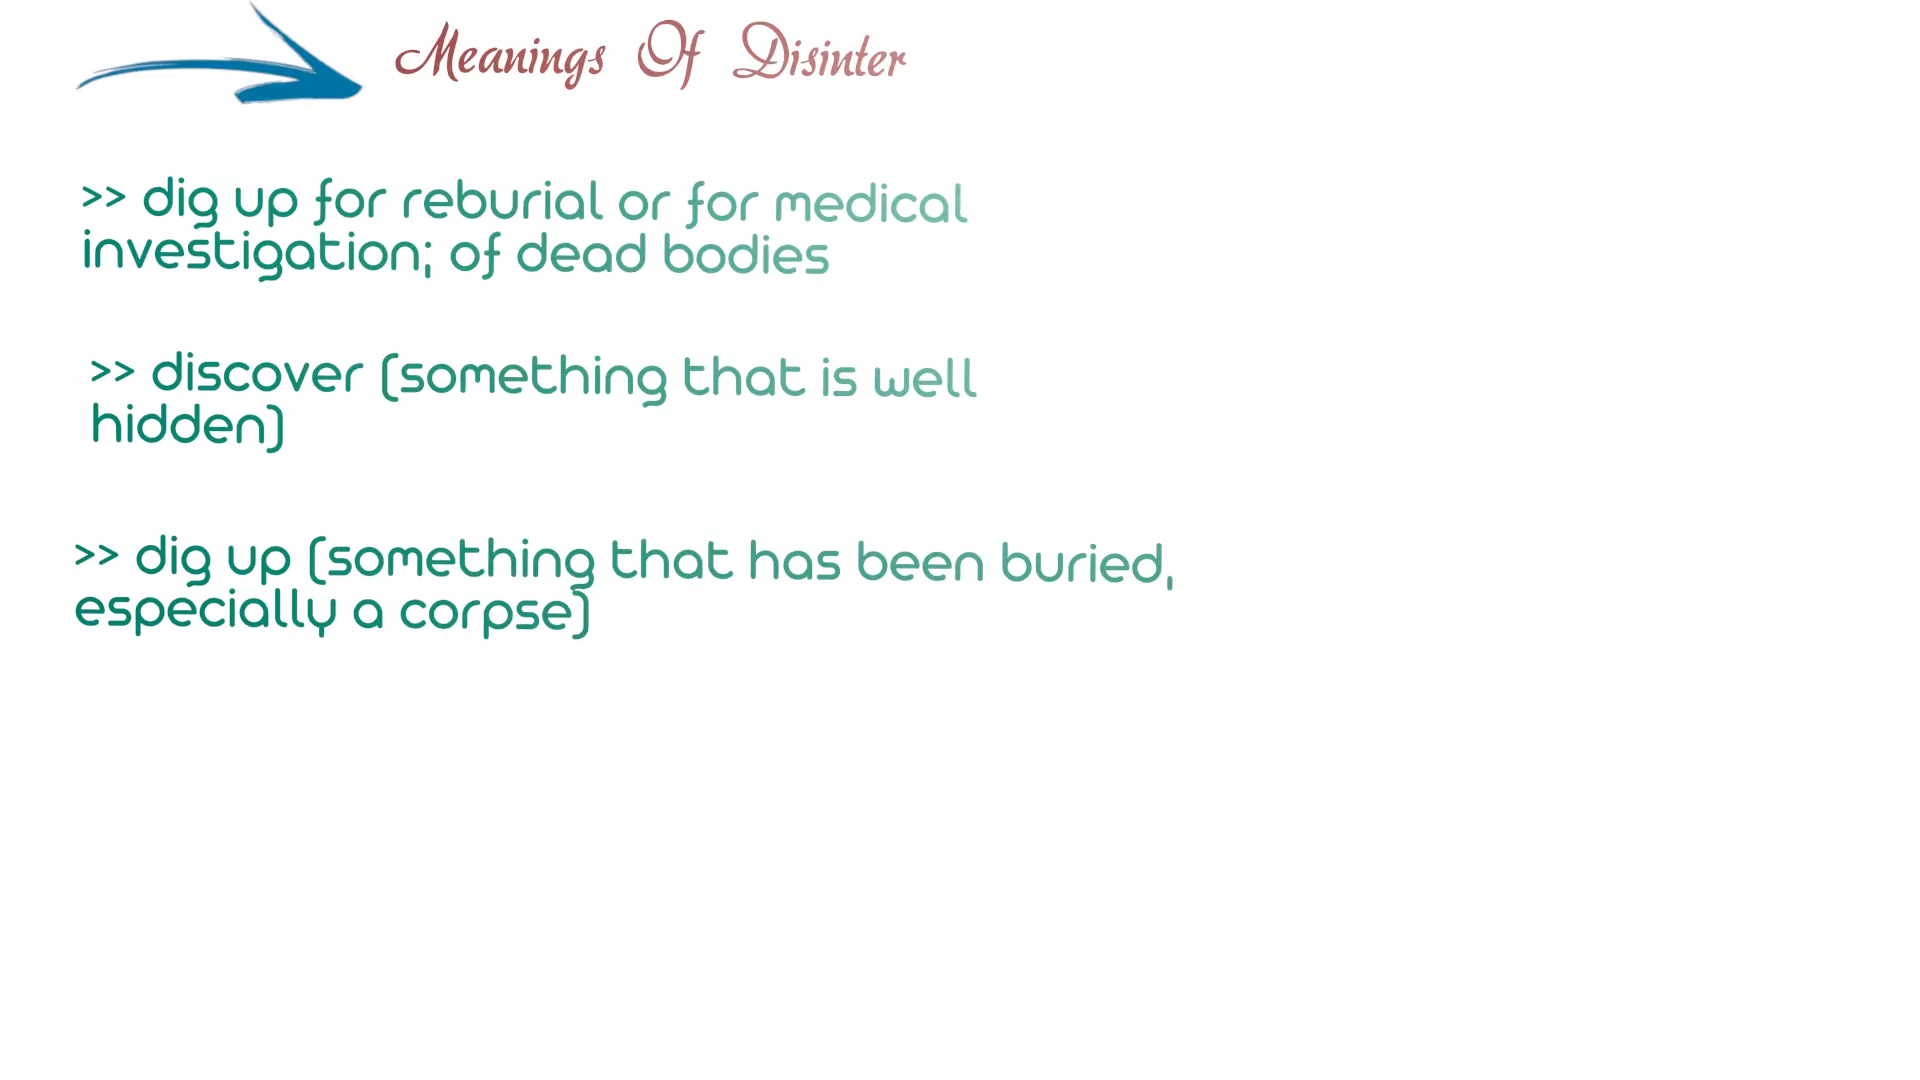 Meanings Of Disinter
>> dig up for reburial or for medical
investigation; of dead bodies
>> discover (something that is well
hidden)
>> dig up (something that has been buried,
especially a corpse)